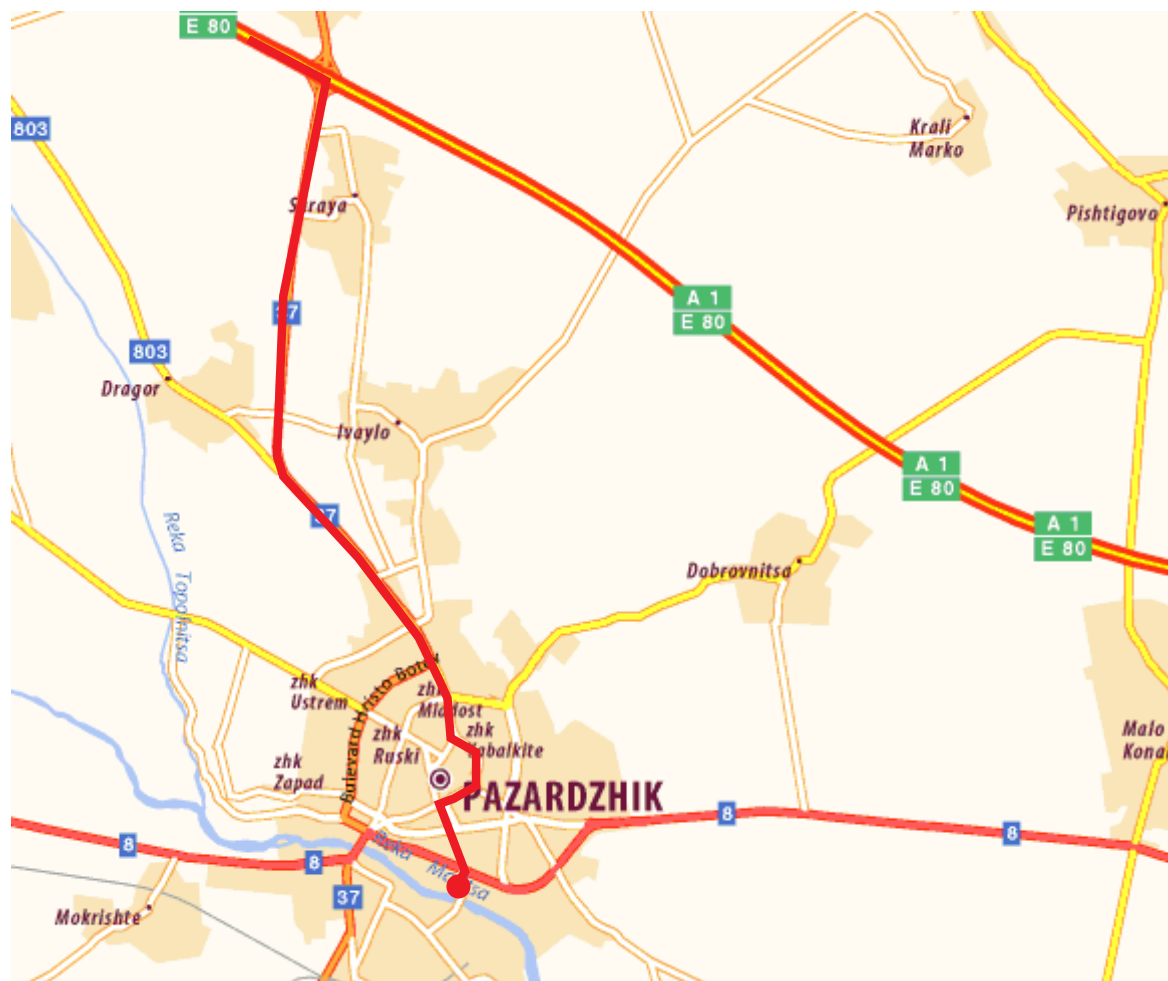 E 80
803
Krali
Marko
Saraya
Pishtigovo
A 1
E 80
37
803
Dragor
Ivaylo
A 1
E 80
37
A 1
E 80
Reka Topolnitsa
Dobrovnitsa
Bulevard Hristo Botev
zhk
Ustrem
zhk
Mladost
zhk
Ruski
zhk
Yabalkite
Malo
zhk
Zapad
PAZARDZHIK
8
8
8
8
Reka Maritsa
37
Mokrishte